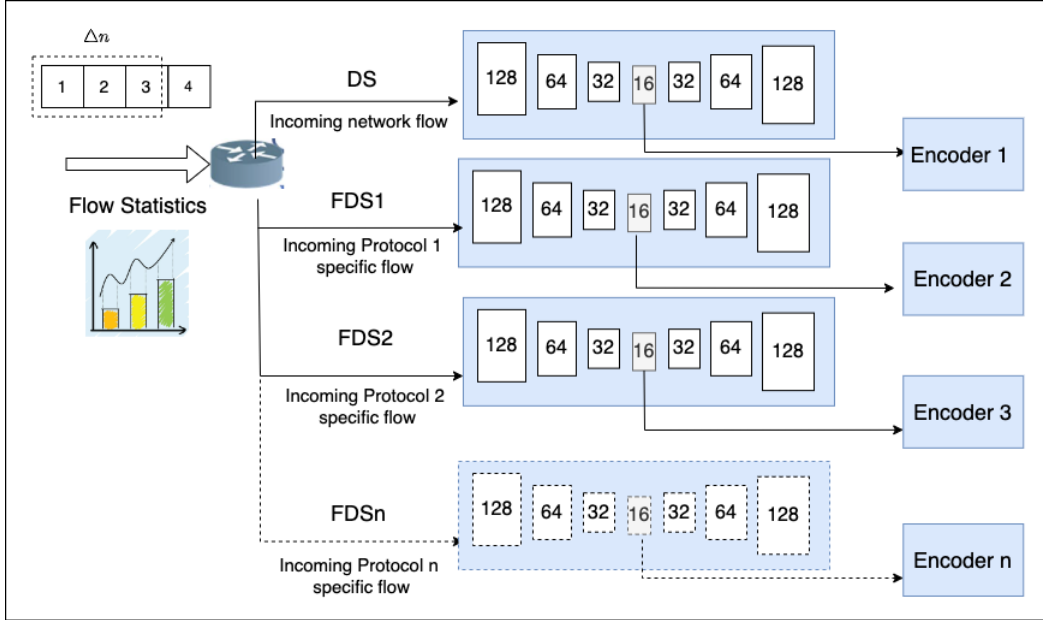 △n
1 2 3 4
Flow Statistics
DS
Incoming network flow
128 64 32 16 32 64 128
Encoder 1
FDS1
Incoming Protocol 1
specific flow
128 64 32 16 32 64 128
Encoder 2
FDS2
Incoming Protocol 2
specific flow
128 64 32 16 32 64 128
Encoder 3
FDSn
Incoming Protocol n
specific flow
128 64 32 16 32 64 128
Encoder n